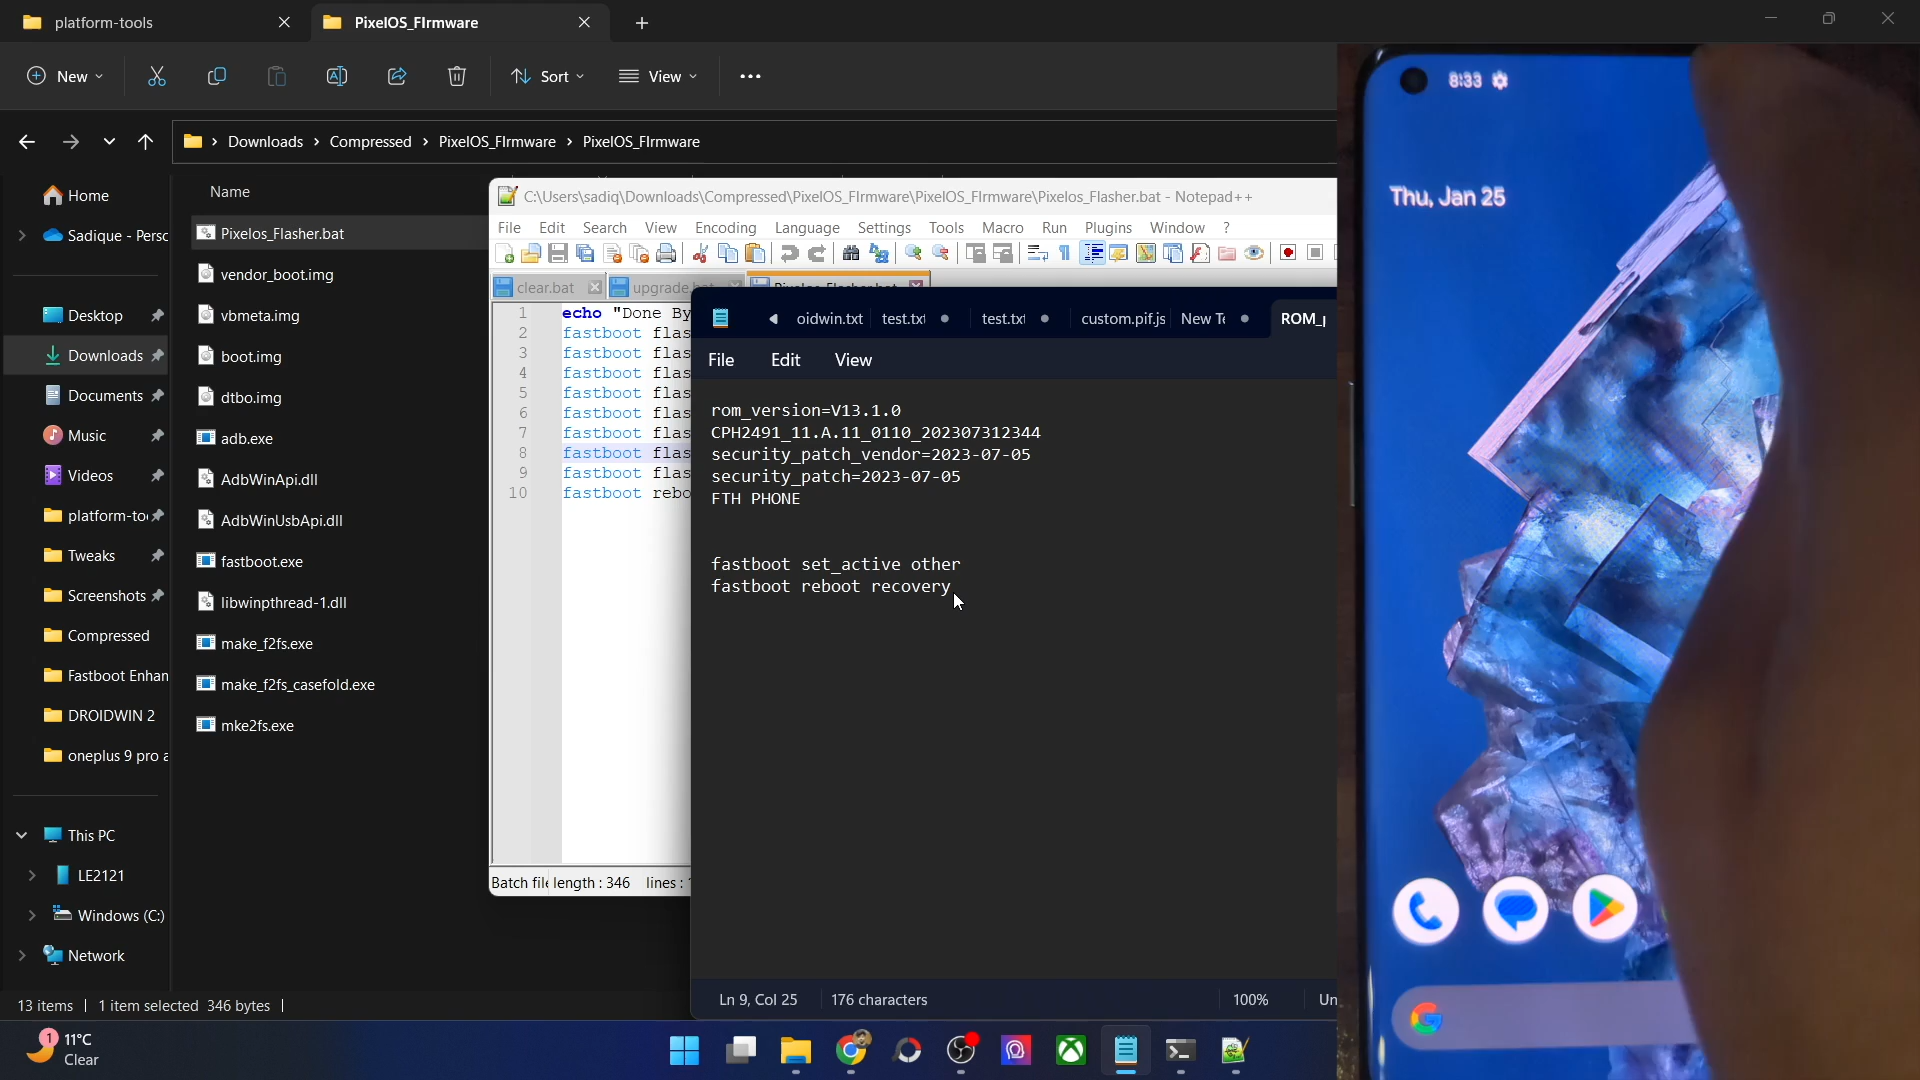 platform-tools
PixelOS_FIrmware
New
Sort
View
Downloads
Compressed
PixelOS_FIrmware
PixelOS_FIrmware
Home
Sadique - Persc
Desktop
Downloads
Documents
Music
Videos
platform-to
Tweaks
Screenshots
Compressed
Fastboot Enhan
DROIDWIN 2
oneplus 9 pro a
This PC
LE2121
Windows (C:)
Network
Name
Pixelos_Flasher.bat
vendor_boot.img
vbmeta.img
boot.img
dtbo.img
adb.exe
AdbWinApi.dll
AdbWinUsbApi.dll
fastboot.exe
libwinpthread-1.dll
make_f2fs.exe
make_f2fs_casefold.exe
mke2fs.exe
13 items
1 item selected 346 bytes
C:\Users\sadiq\Downloads\Compressed\PixelOS_FIrmware\PixelOS_FIrmware\Pixelos_Flasher.bat - Notepad++
File Edit Search View Encoding Language Settings Tools Macro Run Plugins Window ?
clear.bat
1 echo "Done By
2 fastboot flas
3 fastboot flas
4 fastboot flas
5 fastboot flas
6 fastboot flas
7 fastboot flas
8 fastboot flas
9 fastboot flas
10 fastboot rebo
Batch file length : 346 lines :
oidwin.txt
test.txt
test.txt
custom.pif.js
New Te
ROM_
File Edit View
rom_version=V13.1.0
CPH2491_11.A.11_0110_202307312344
security_patch_vendor=2023-07-05
security_patch=2023-07-05
FTH PHONE
fastboot set_active other
fastboot reboot recovery
Ln 9, Col 25
176 characters
100%
Un
1
11°C
Clear
8:33
Thu, Jan 25